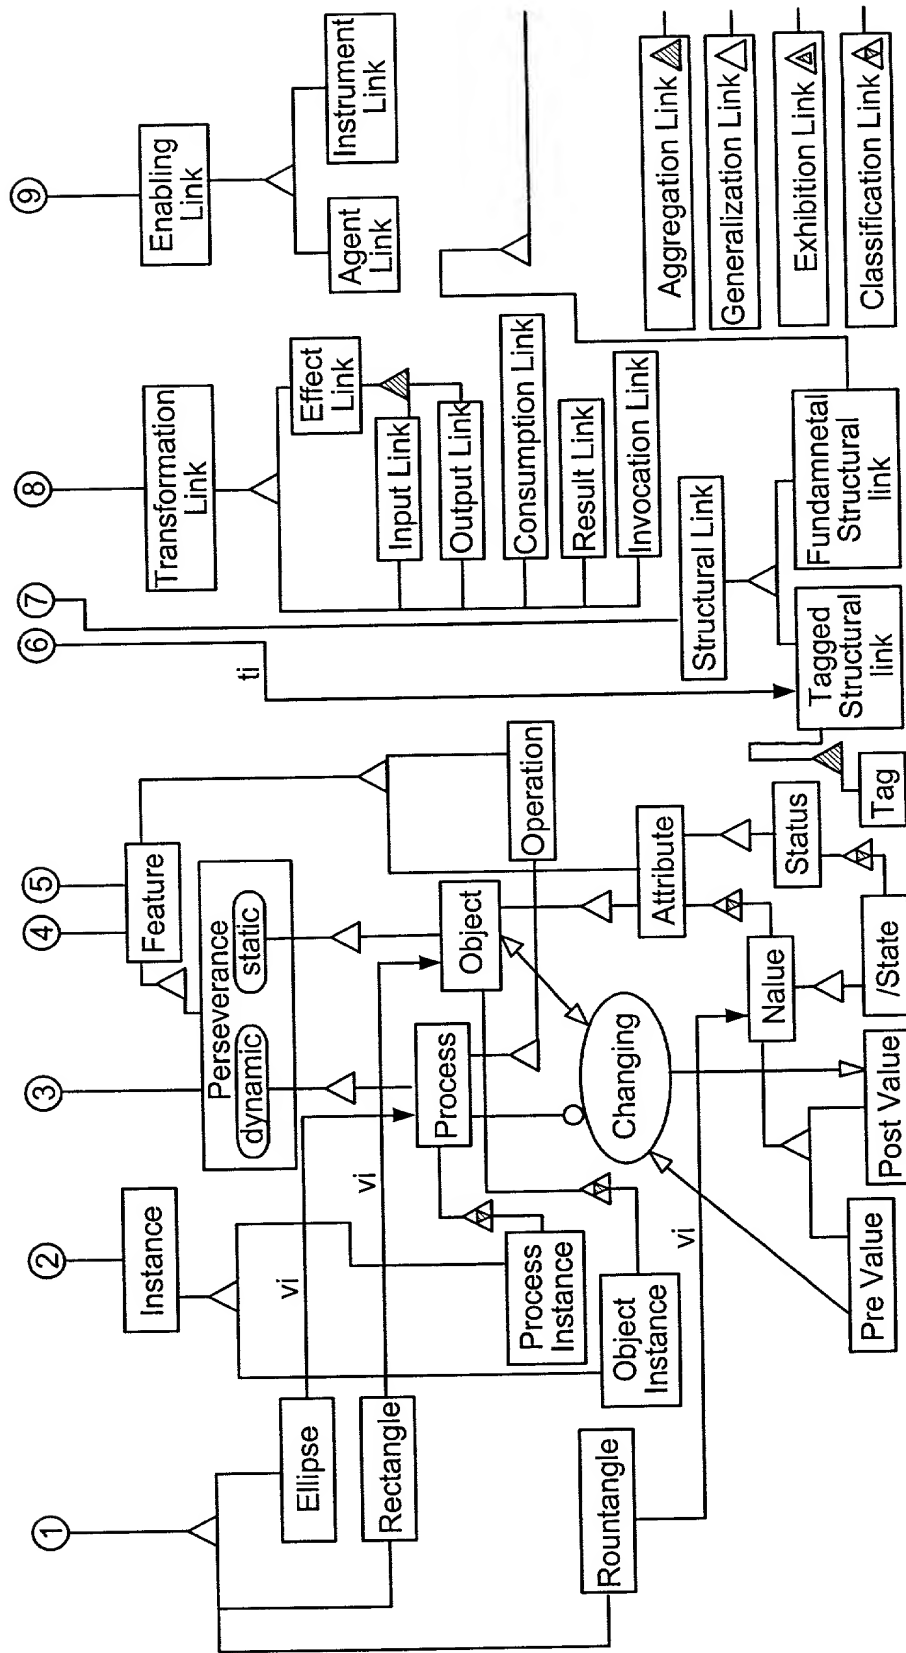 1
2
3
4
5
6
7
8
9
Instance
Feature
Transformation
Link
Enabling
Link
Perseverance
dynamic
static
Ellipse
vi
Rectangle
vi
ti
Effect
Link
Agent
Link
Instrument
Link
Input Link
Output Link
Consumption Link
Result Link
Invocation Link
Process
Object
Operation
Process
Instance
Object
Instance
Changing
Rountangle
vi
Attribute
Nalue
Status
/State
Pre Value
Post Value
Structural Link
Tagged
Structural
link
Tag
Fundamnetal
Structural
link
Aggregation Link
Generalization Link
Exhibition Link
Classification Link